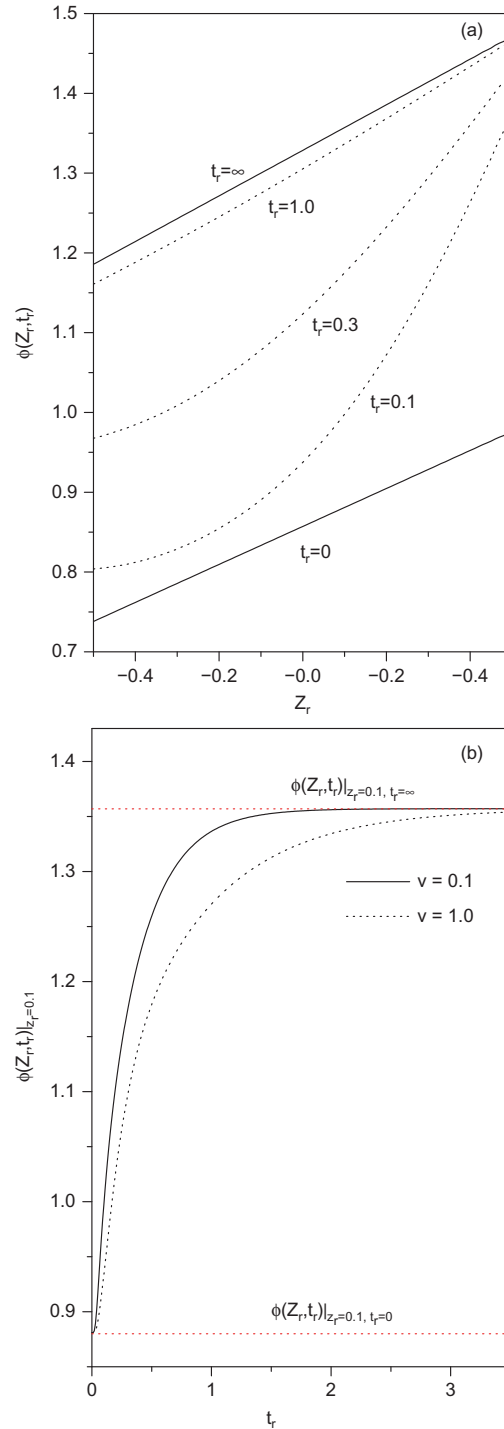 (a)
1.5
1.4
1.3
1.2
1.1
1.0
0.9
0.8
0.7
ϕ(Z_r,t_r)
t_r=∞
t_r=1.0
t_r=0.3
t_r=0.1
t_r=0
−0.4 −0.2 −0.0 −0.2 −0.4
Z_r
(b)
1.4
1.3
1.2
1.1
1.0
0.9
ϕ(Z_r,t_r)|_{z_r=0.1}
ϕ(Z_r,t_r)|_{z_r=0.1, t_r=∞}
v = 0.1
v = 1.0
ϕ(Z_r,t_r)|_{z_r=0.1, t_r=0}
0 1 2 3
t_r